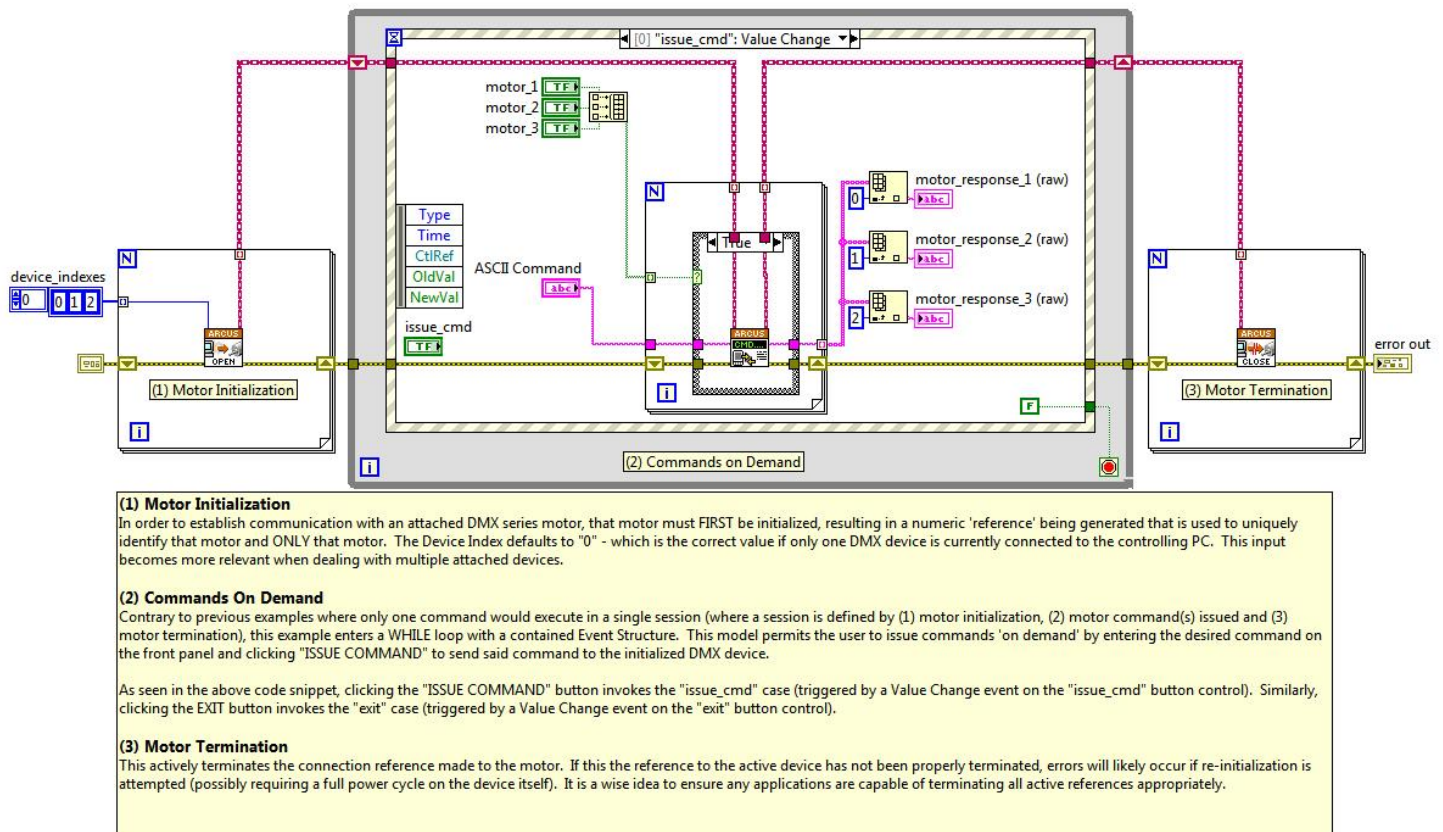 [0] "issue_cmd": Value Change
motor_1 TF
motor_2 TF
motor_3 TF
N
motor_response_1 (raw)
0 abc
Type
Time
CtlRef
OldVal
NewVal
True
motor_response_2 (raw)
1 abc
N
device_indexes
0 0 1 2
ASCII Command
abc
motor_response_3 (raw)
2 abc
N
issue_cmd
TF
ARCUS
OPEN
ARCUS
CMD...
ARCUS
CLOSE
error out
(1) Motor Initialization
(3) Motor Termination
i
i
F
i
i
(2) Commands on Demand
(1) Motor Initialization
In order to establish communication with an attached DMX series motor, that motor must FIRST be initialized, resulting in a numeric 'reference' being generated that is used to uniquely
identify that motor and ONLY that motor. The Device Index defaults to "0" - which is the correct value if only one DMX device is currently connected to the controlling PC. This input
becomes more relevant when dealing with multiple attached devices.
(2) Commands On Demand
Contrary to previous examples where only one command would execute in a single session (where a session is defined by (1) motor initialization, (2) motor command(s) issued and (3)
motor termination), this example enters a WHILE loop with a contained Event Structure. This model permits the user to issue commands 'on demand' by entering the desired command on
the front panel and clicking "ISSUE COMMAND" to send said command to the initialized DMX device.
As seen in the above code snippet, clicking the "ISSUE COMMAND" button invokes the "issue_cmd" case (triggered by a Value Change event on the "issue_cmd" button control). Similarly,
clicking the EXIT button invokes the "exit" case (triggered by a Value Change event on the "exit" button control).
(3) Motor Termination
This actively terminates the connection reference made to the motor. If this the reference to the active device has not been properly terminated, errors will likely occur if re-initialization is
attempted (possibly requiring a full power cycle on the device itself). It is a wise idea to ensure any applications are capable of terminating all active references appropriately.